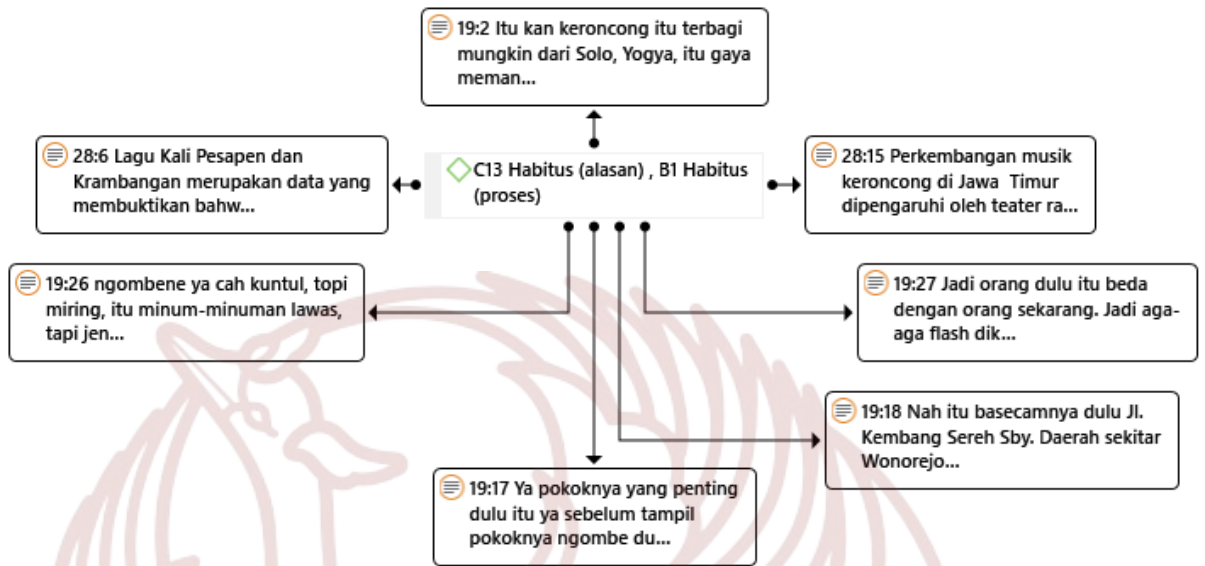 19:2 Itu kan keroncong itu terbagi
mungkin dari Solo, Yogya, itu gaya
meman...
28:6 Lagu Kali Pesapen dan
Krambangan merupakan data yang
membuktikan bahw...
C13 Habitus (alasan) , B1 Habitus
(proses)
28:15 Perkembangan musik
keroncong di Jawa  Timur
dipengaruhi oleh teater ra...
19:26 ngombene ya cah kuntul, topi
miring, itu minum-minuman lawas,
tapi jen...
19:27 Jadi orang dulu itu beda
dengan orang sekarang. Jadi aga-
aga flash dik...
19:18 Nah itu basecamnya dulu Jl.
Kembang Sereh Sby. Daerah sekitar
Wonorejo...
19:17 Ya pokoknya yang penting
dulu itu ya sebelum tampil
pokoknya ngombe du...